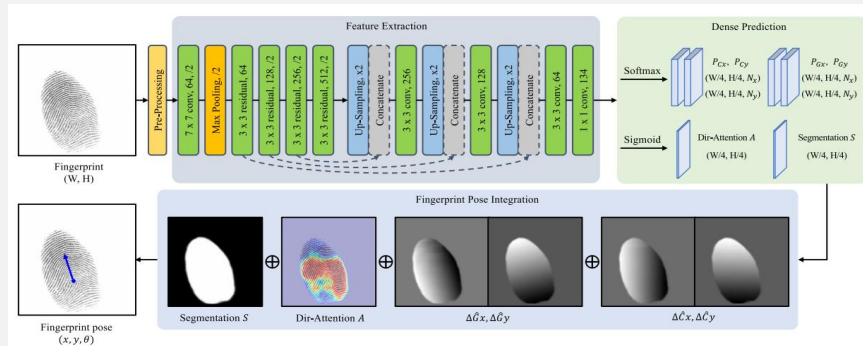 Feature Extraction
Dense Prediction
Fingerprint
(W, H)
Pre-Processing
7 x 7 conv, 64, /2
Max Pooling, /2
3 x 3 residual, 64
3 x 3 residual, 128, /2
3 x 3 residual, 256, /2
3 x 3 residual, 512, /2
Up-Sampling, x2
Concatenate
3 x 3 conv, 256
Up-Sampling, x2
Concatenate
3 x 3 conv, 128
Up-Sampling, x2
Concatenate
3 x 3 conv, 64
1 x 1 conv, 134
Softmax
P_Cx, P_Cy
(W/4, H/4, N_x)
(W/4, H/4, N_y)
P_Gx, P_Gy
(W/4, H/4, N_x)
(W/4, H/4, N_y)
Sigmoid
Dir-Attention A
(W/4, H/4)
Segmentation S
(W/4, H/4)
Fingerprint Pose Integration
Fingerprint pose
(x, y, θ)
Segmentation S
⊕
Dir-Attention A
⊕
ΔĜx, ΔĜy
⊕
ΔĈx, ΔĈy